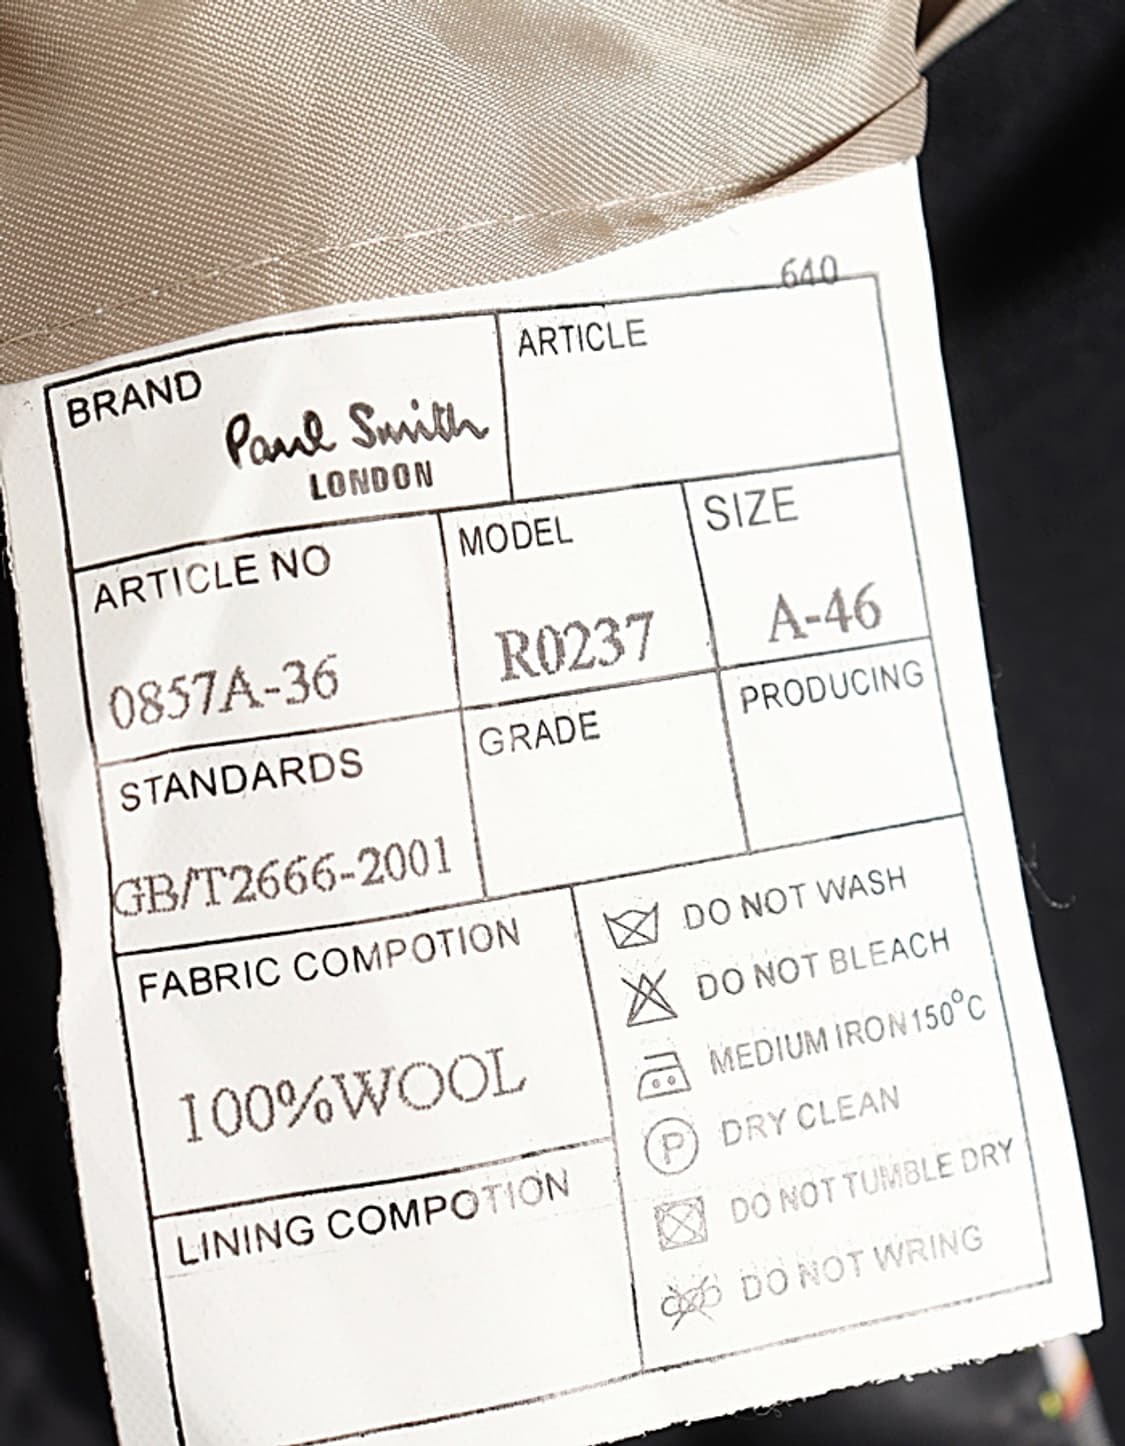 640
BRAND
Paul Smith
LONDON
ARTICLE
ARTICLE NO
0857A-36
MODEL
R0237
SIZE
A-46
STANDARDS
GB/T2666-2001
GRADE
PRODUCING
FABRIC COMPOTION
100%WOOL
LINING COMPOTION
DO NOT WASH
DO NOT BLEACH
MEDIUM IRON 150°C
P DRY CLEAN
DO NOT TUMBLE DRY
DO NOT WRING